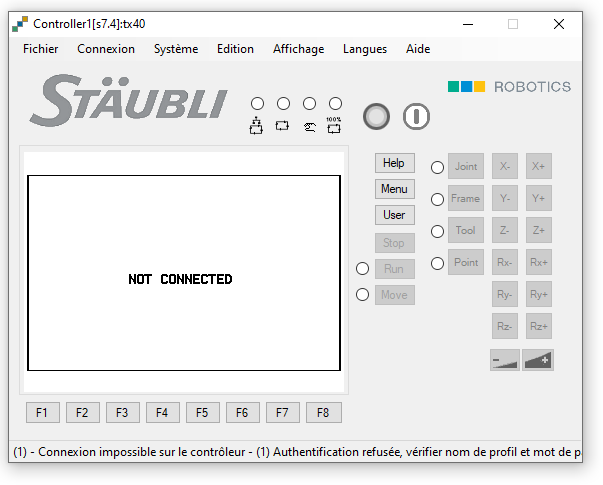 Controller1[s7.4]:tx40
Fichier Connexion Système Edition Affichage Langues Aide
STÄUBLI
ROBOTICS
100%
Help
Menu
User
Stop
Run
Move
Joint X- X+
Frame Y- Y+
Tool Z- Z+
Point Rx- Rx+
Ry- Ry+
Rz- Rz+
- +
NOT CONNECTED
F1 F2 F3 F4 F5 F6 F7 F8
(1) - Connexion impossible sur le contrôleur - (1) Authentification refusée, vérifier nom de profil et mot de p